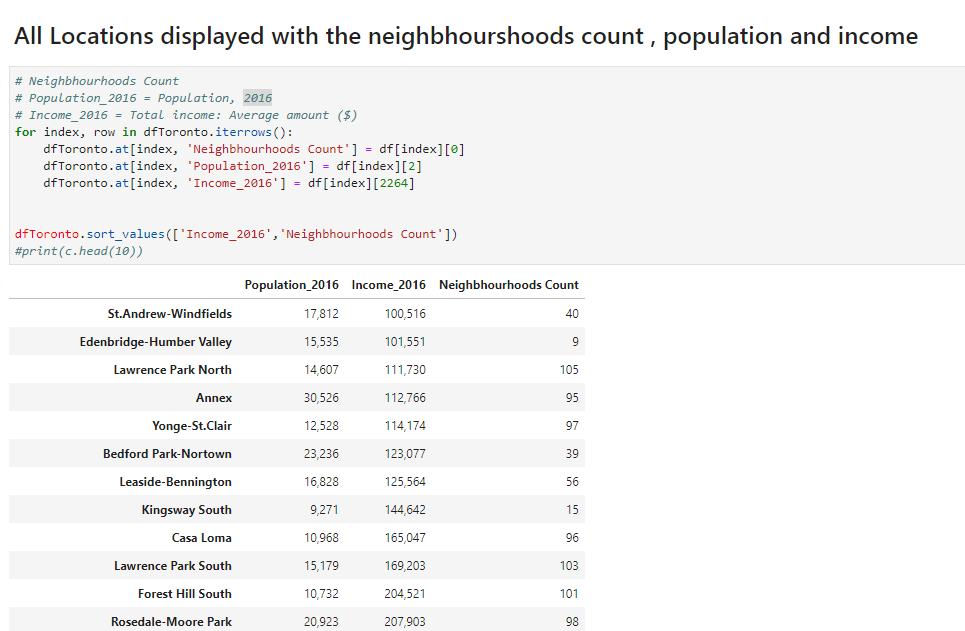 All Locations displayed with the neighbhourshoods count , population and income
# Neighbhourhoods Count
# Population_2016 = Population, 2016
# Income_2016 = Total income: Average amount ($)
for index, row in dfToronto.iterrows():
    dfToronto.at[index, 'Neighbhourhoods Count'] = df[index][0]
    dfToronto.at[index, 'Population_2016'] = df[index][2]
    dfToronto.at[index, 'Income_2016'] = df[index][2264]
dfToronto.sort_values(['Income_2016','Neighbhourhoods Count'])
#print(c.head(10))
Population_2016 Income_2016 Neighbhourhoods Count
St.Andrew-Windfields 17,812 100,516 40
Edenbridge-Humber Valley 15,535 101,551 9
Lawrence Park North 14,607 111,730 105
Annex 30,526 112,766 95
Yonge-St.Clair 12,528 114,174 97
Bedford Park-Nortown 23,236 123,077 39
Leaside-Bennington 16,828 125,564 56
Kingsway South 9,271 144,642 15
Casa Loma 10,968 165,047 96
Lawrence Park South 15,179 169,203 103
Forest Hill South 10,732 204,521 101
Rosedale-Moore Park 20,923 207,903 98